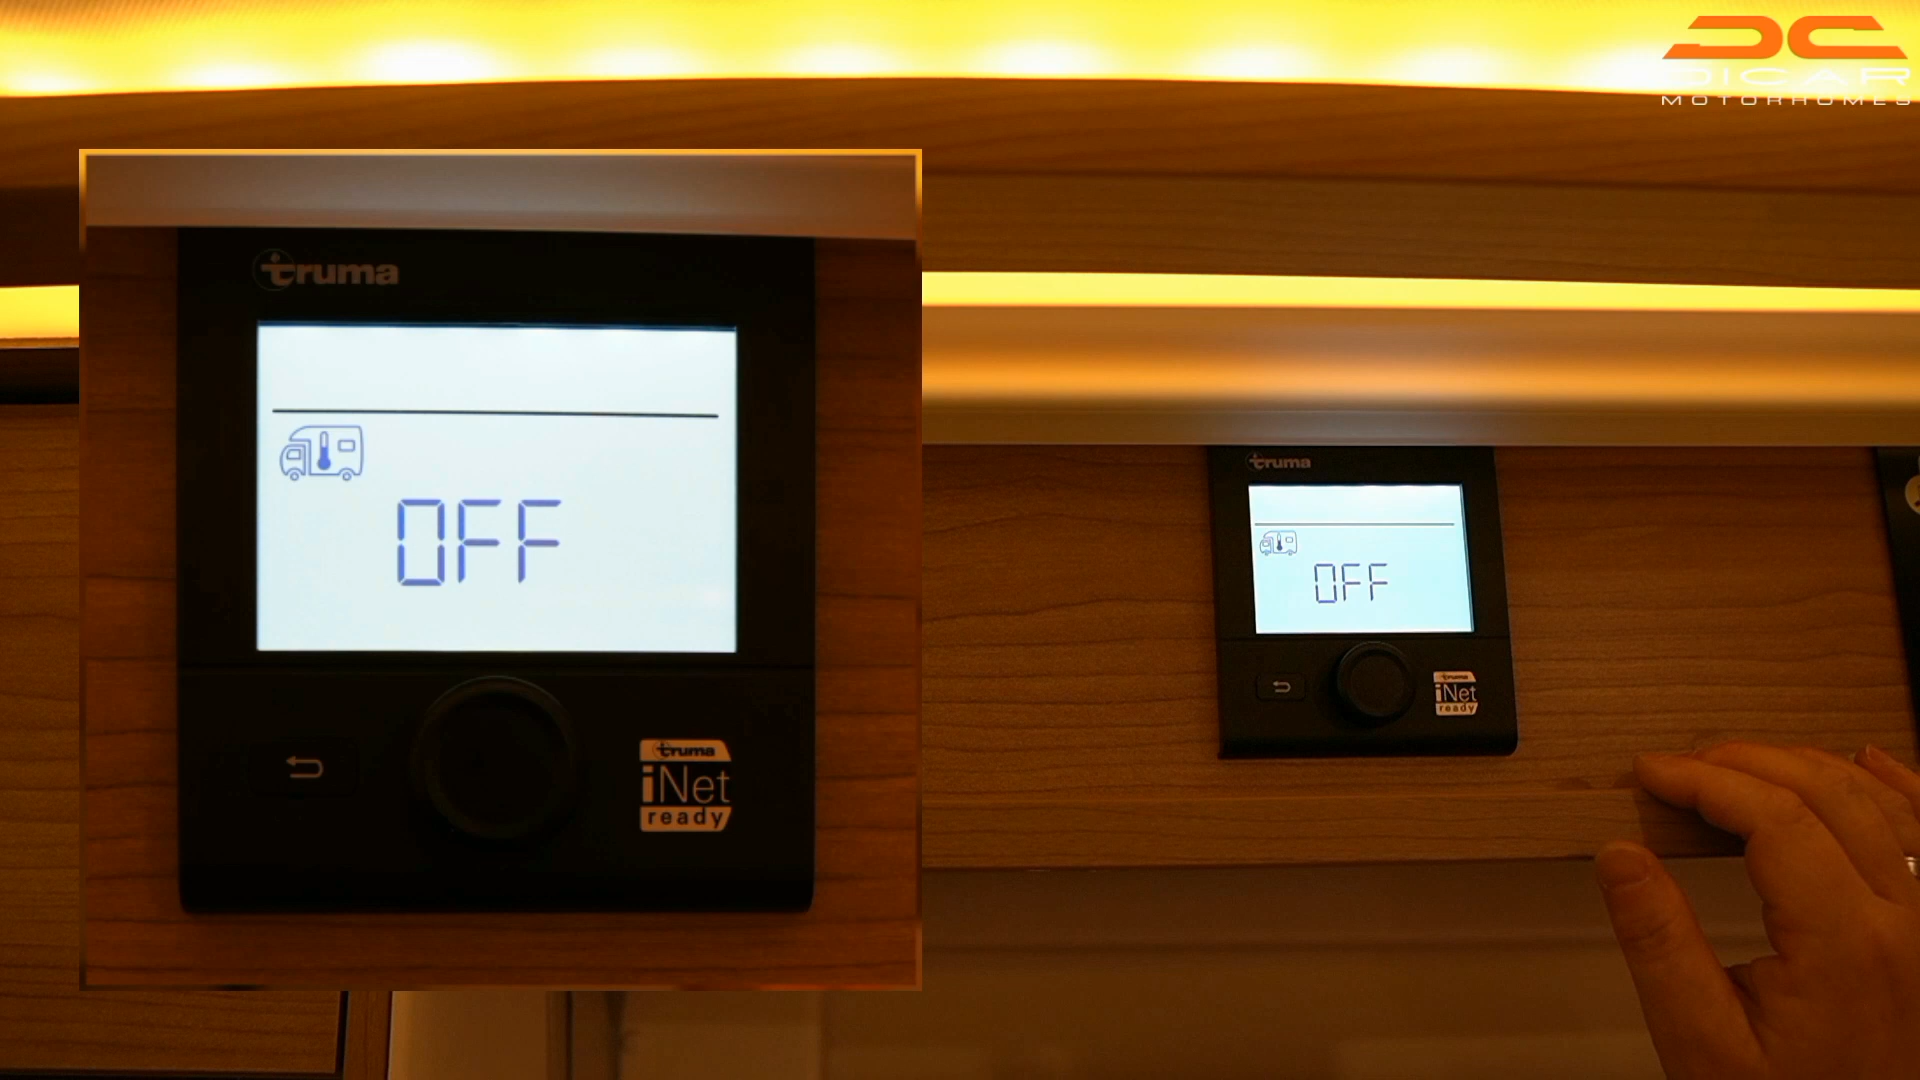 DICAR
MOTORHOMES
truma
OFF
truma
iNet
ready
truma
OFF
truma
iNet
ready